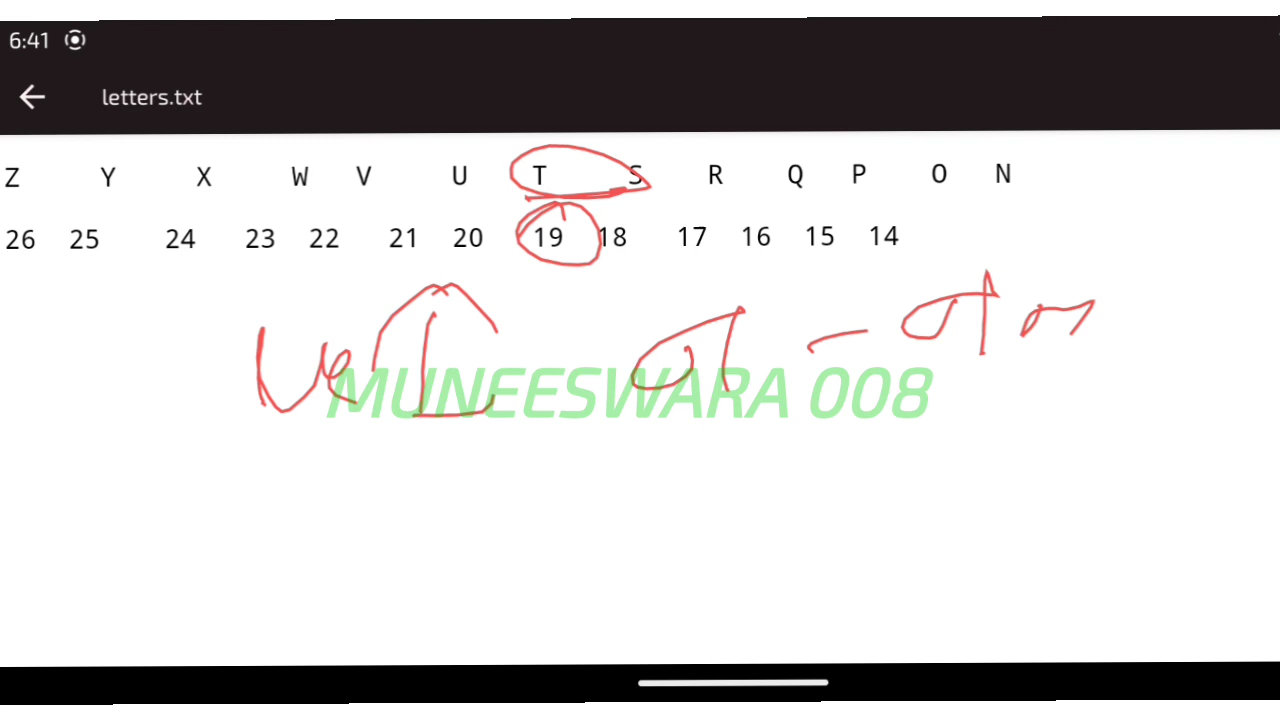 6:41
letters.txt
Z Y X W V U T S R Q P O N
26 25 24 23 22 21 20 19 18 17 16 15 14
MUNEESWARA 008